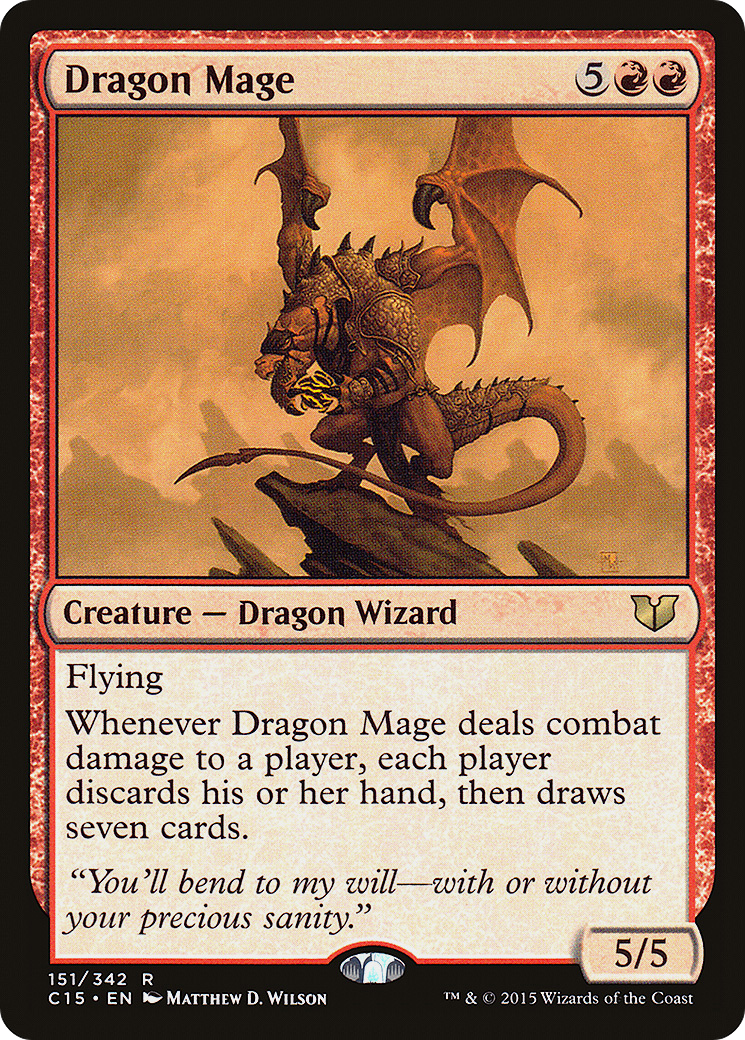 Dragon Mage 5
Creature — Dragon Wizard
Flying
Whenever Dragon Mage deals combat
damage to a player, each player
discards his or her hand, then draws
seven cards.
“You’ll bend to my will—with or without
your precious sanity.”
5/5
151/342 R
C15 • EN Matthew D. Wilson
™ & © 2015 Wizards of the Coast